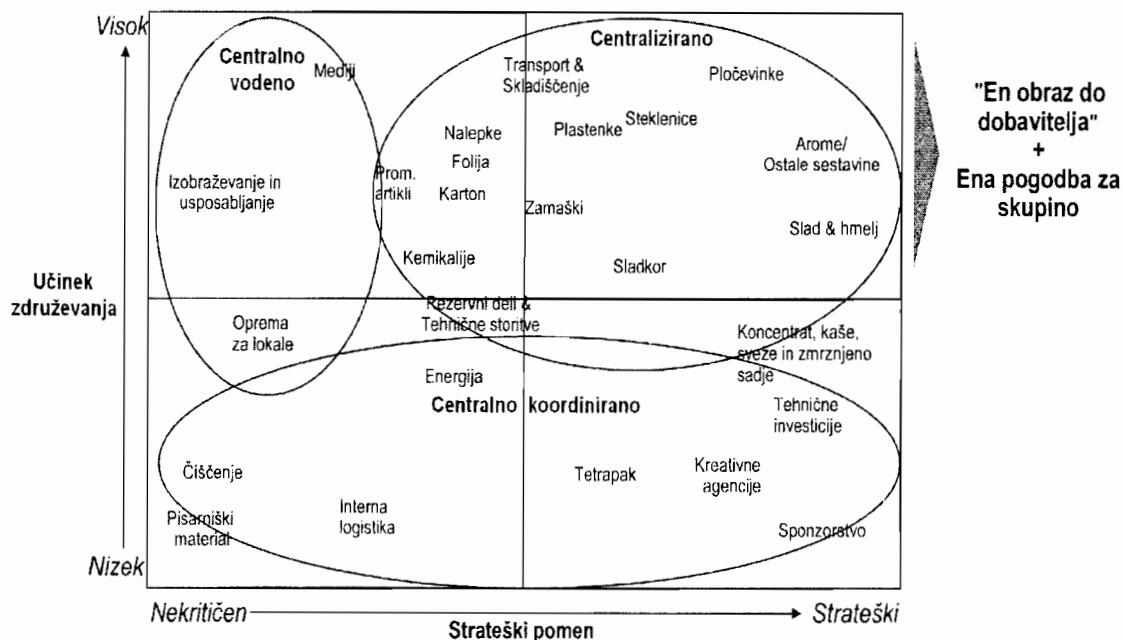 Visok
Centralno
vodeno
Mediji
Centralizirano
Transport &
Skladiščenje
Pločevinke
Nalepke
Plastenke
Steklenice
Folija
Arome/
Ostale sestavine
Izobraževanje in
usposabljanje
Prom.
artikli
Karton
Zamaški
Slad & hmelj
Kemikalije
Sladkor
"En obraz do
dobavitelja"
+
Ena pogodba za
skupino
Učinek
združevanja
Rezervni deli &
Tehnične storitve
Oprema
za lokale
Koncentrat, kaše,
sveže in zmrznjeno
sadje
Energija
Centralno koordinirano
Tehnične
investicije
Čiščenje
Tetrapak
Kreativne
agencije
Interna
logistika
Pisarniški
material
Sponzorstvo
Nizek
Nekritičen
Strateški
Strateški pomen